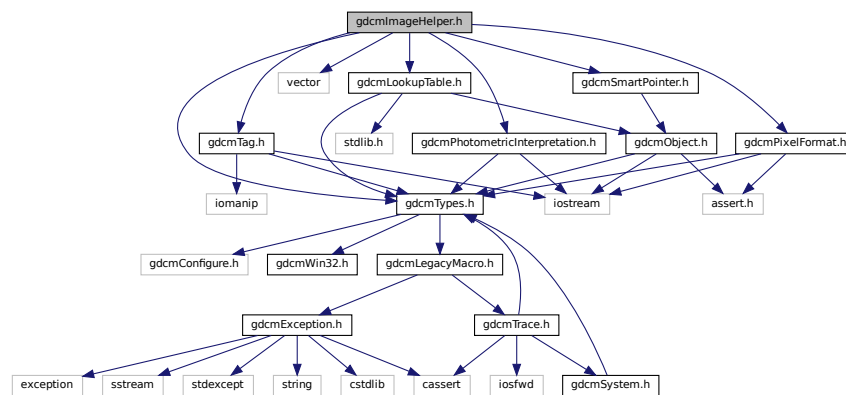 gdcmImageHelper.h
vector
gdcmLookupTable.h
gdcmSmartPointer.h
gdcmTag.h
stdlib.h
gdcmPhotometricInterpretation.h
gdcmObject.h
gdcmPixelFormat.h
iomanip
gdcmTypes.h
iostream
assert.h
gdcmConfigure.h
gdcmWin32.h
gdcmLegacyMacro.h
gdcmException.h
gdcmTrace.h
exception
sstream
stdexcept
string
cstdlib
cassert
iosfwd
gdcmSystem.h